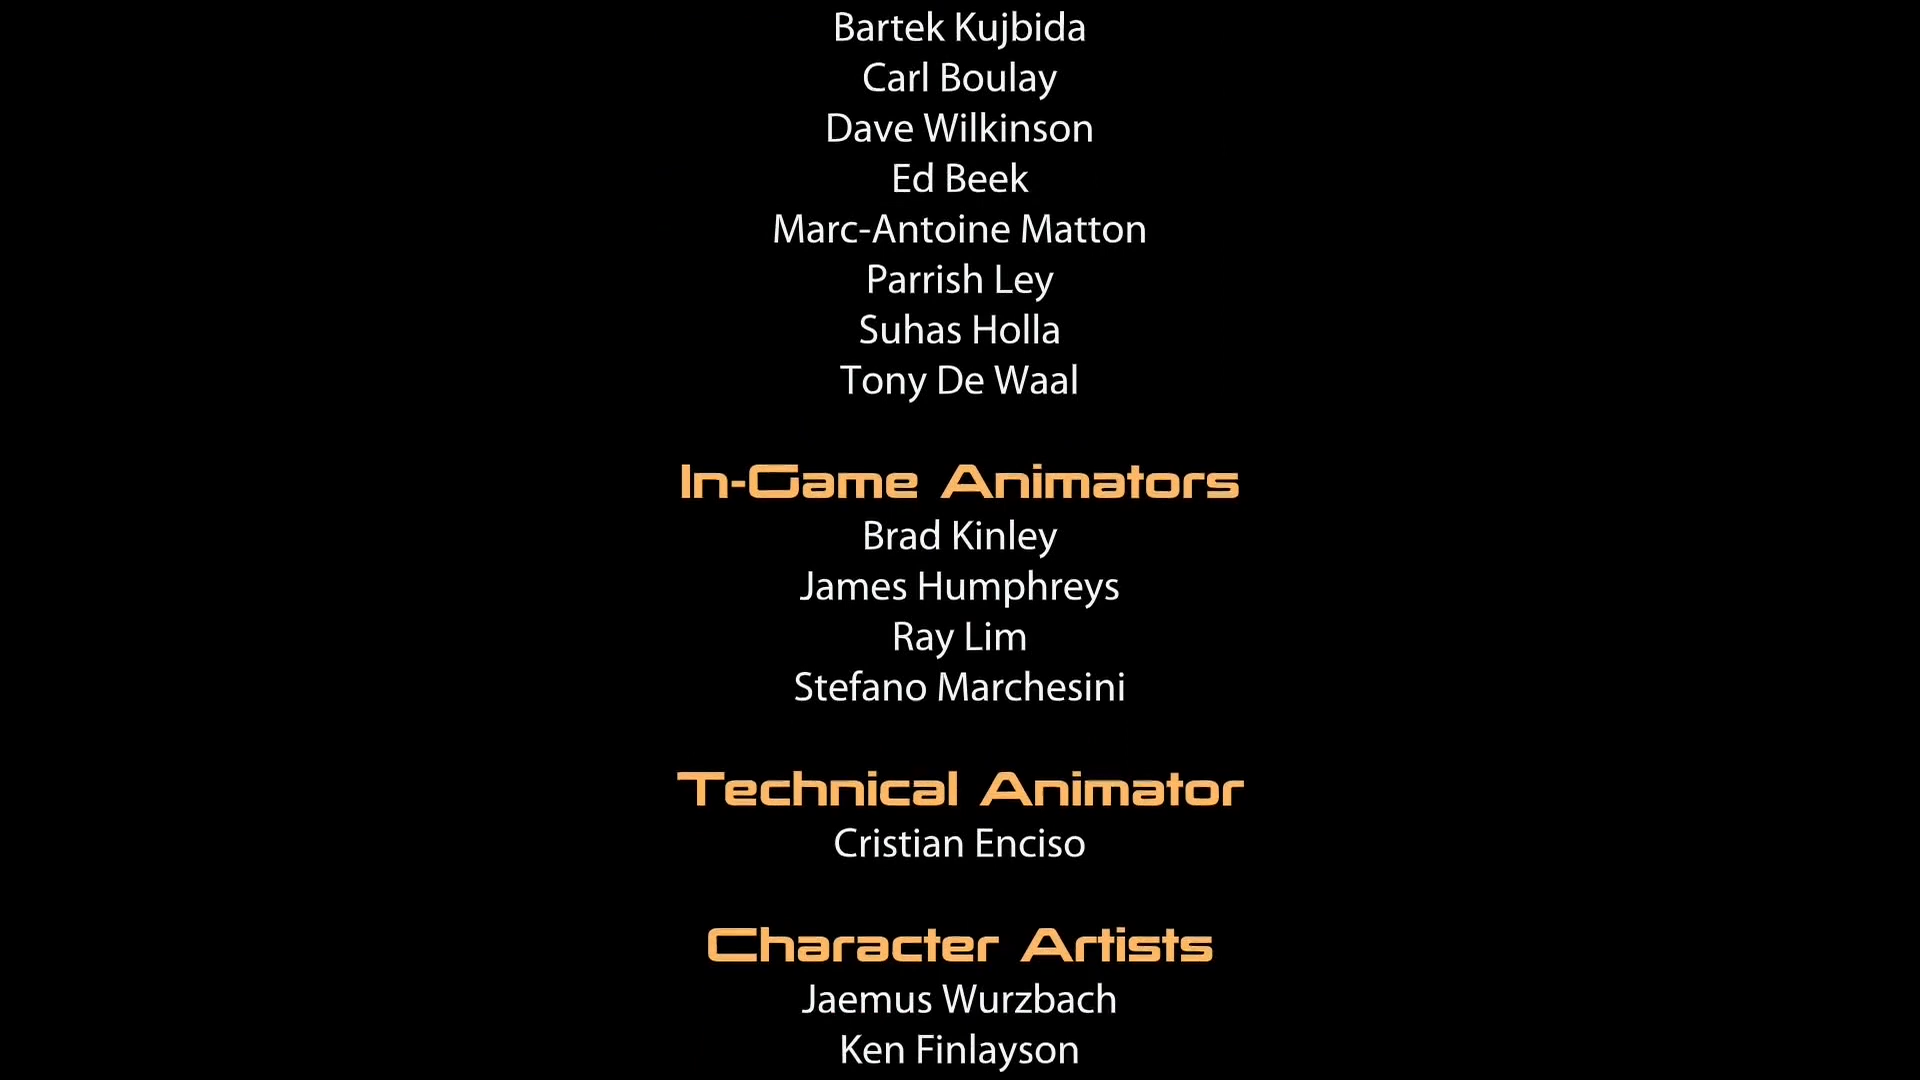 Bartek Kujbida
Carl Boulay
Dave Wilkinson
Ed Beek
Marc-Antoine Matton
Parrish Ley
Suhas Holla
Tony De Waal
In-Game Animators
Brad Kinley
James Humphreys
Ray Lim
Stefano Marchesini
Technical Animator
Cristian Enciso
Character Artists
Jaemus Wurzbach
Ken Finlayson